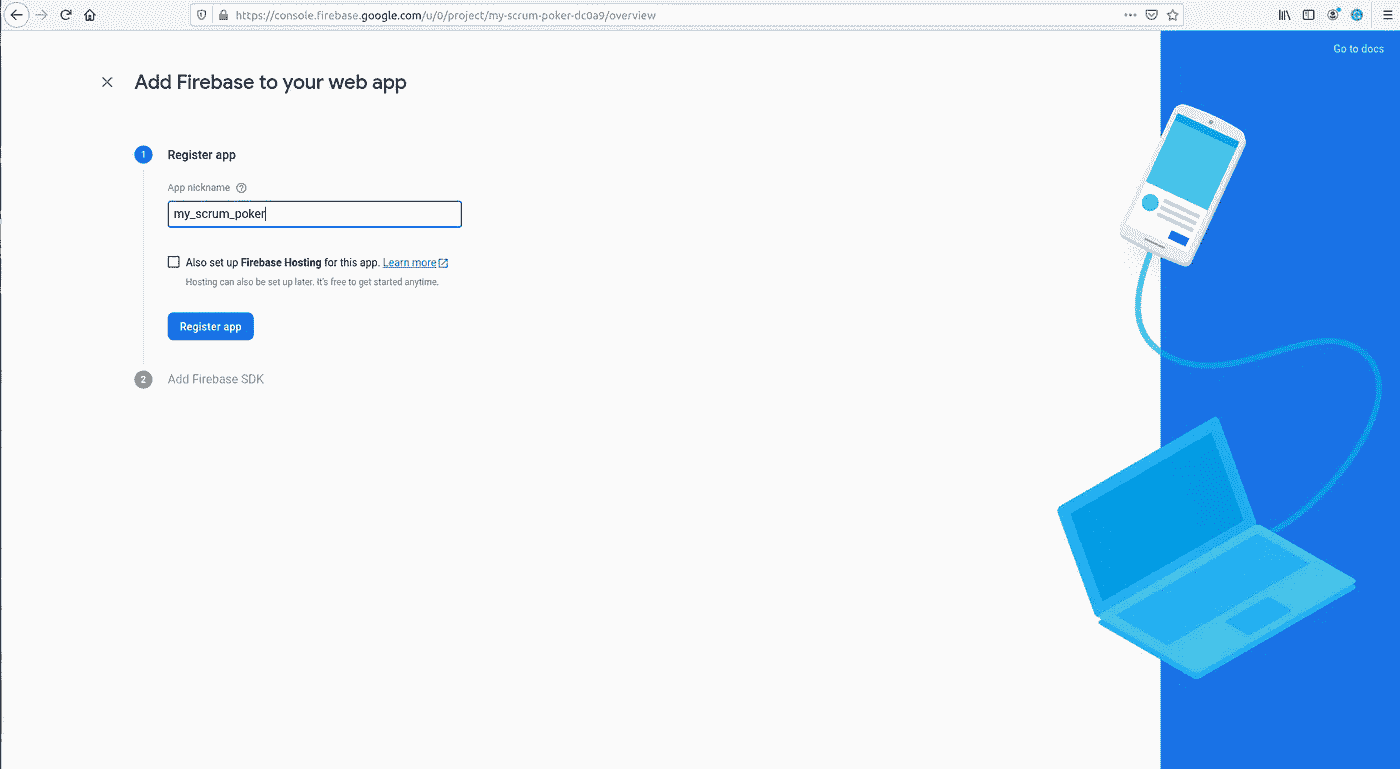 https://console.firebase.google.com/u/0/project/my-scrum-poker-dc0a9/overview
Go to docs
Add Firebase to your web app
1 Register app
App nickname
my_scrum_poker
Also set up Firebase Hosting for this app. Learn more
Hosting can also be set up later. It's free to get started anytime.
Register app
2 Add Firebase SDK